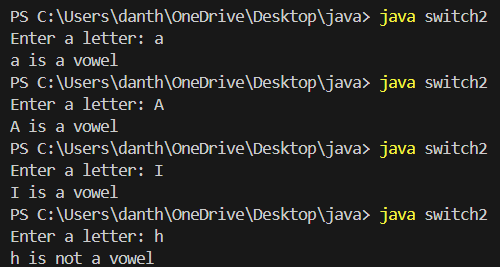 PS C:\Users\danth\OneDrive\Desktop\java> java switch2
Enter a letter: a
a is a vowel
PS C:\Users\danth\OneDrive\Desktop\java> java switch2
Enter a letter: A
A is a vowel
PS C:\Users\danth\OneDrive\Desktop\java> java switch2
Enter a letter: I
I is a vowel
PS C:\Users\danth\OneDrive\Desktop\java> java switch2
Enter a letter: h
h is not a vowel